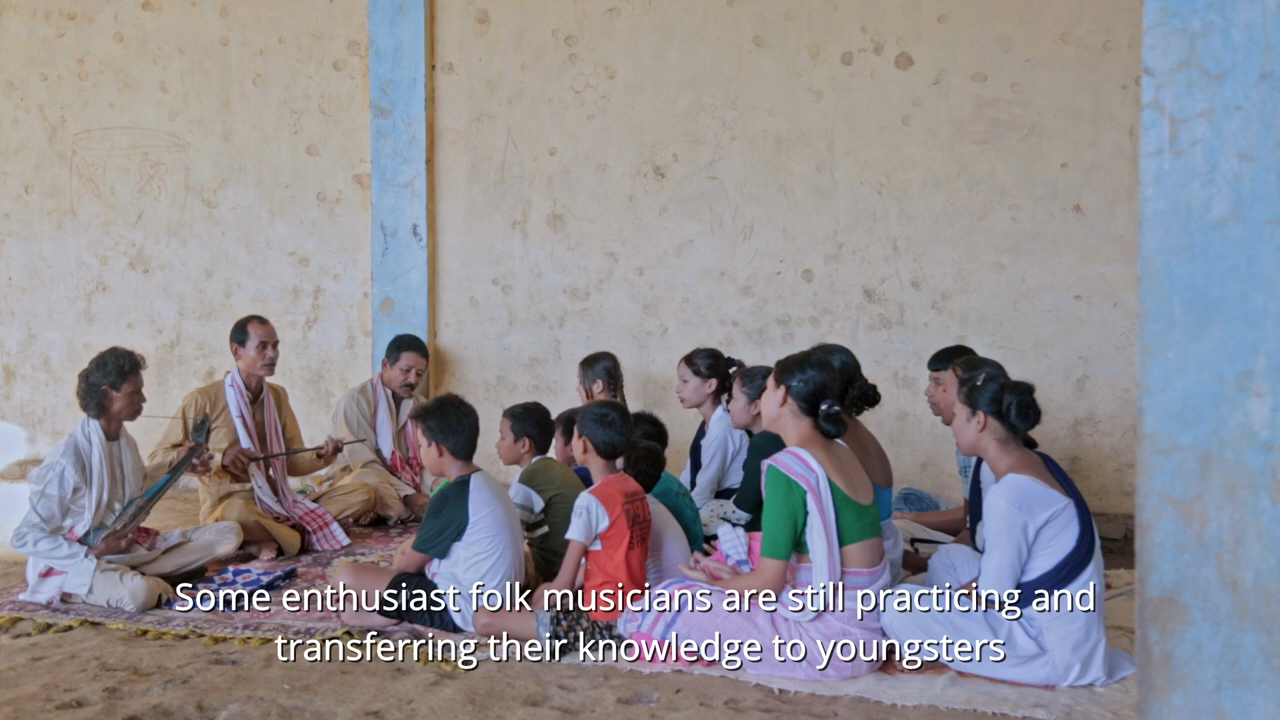 Some enthusiast folk musicians are still practicing and
transferring their knowledge to youngsters